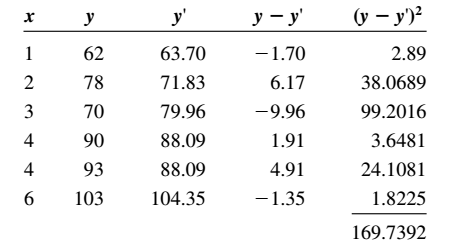 x y y' y − y' (y − y')²
1 62 63.70 −1.70 2.89
2 78 71.83 6.17 38.0689
3 70 79.96 −9.96 99.2016
4 90 88.09 1.91 3.6481
4 93 88.09 4.91 24.1081
6 103 104.35 −1.35 1.8225
169.7392